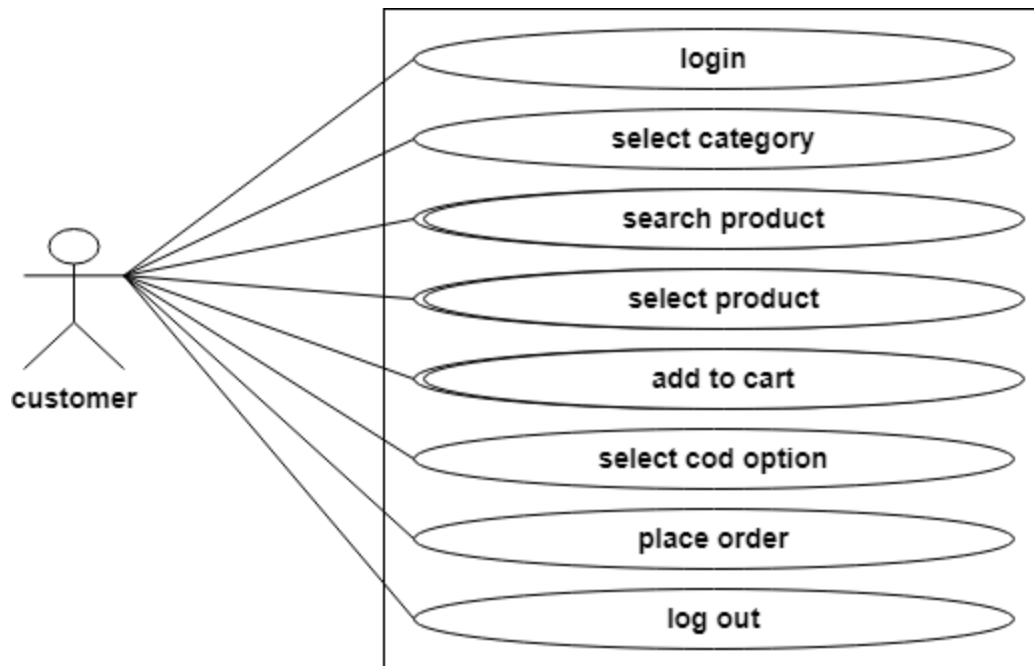 login
select category
search product
select product
add to cart
customer
select cod option
place order
log out